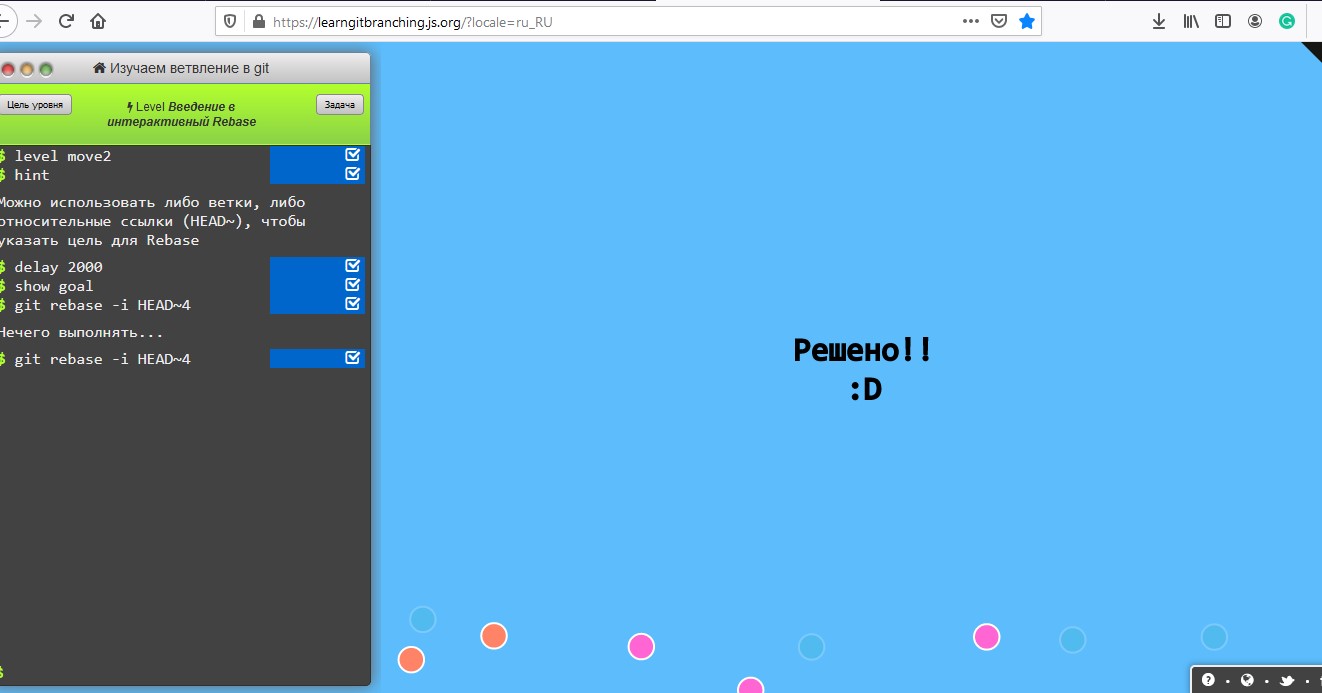 https://learngitbranching.js.org/?locale=ru_RU
Изучаем ветвление в git
Цель уровня
Level Введение в
интерактивный Rebase
Задача
$ level move2
$ hint
Можно использовать либо ветки, либо
относительные ссылки (HEAD~), чтобы
указать цель для Rebase
$ delay 2000
$ show goal
$ git rebase -i HEAD~4
Нечего выполнять...
$ git rebase -i HEAD~4
$
Решено!!
:D